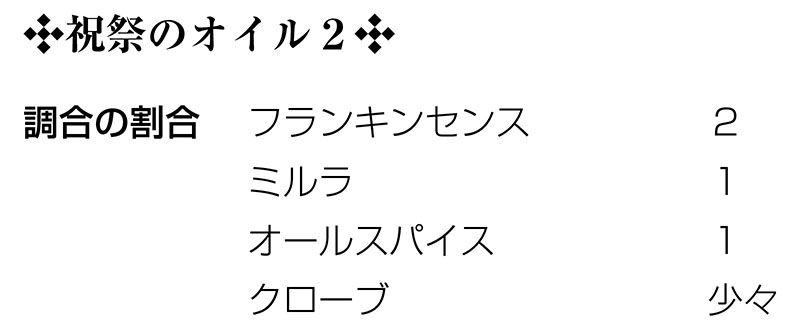 祝祭のオイル2
調合の割合 フランキンセンス 2
ミルラ 1
オールスパイス 1
クローブ 少々